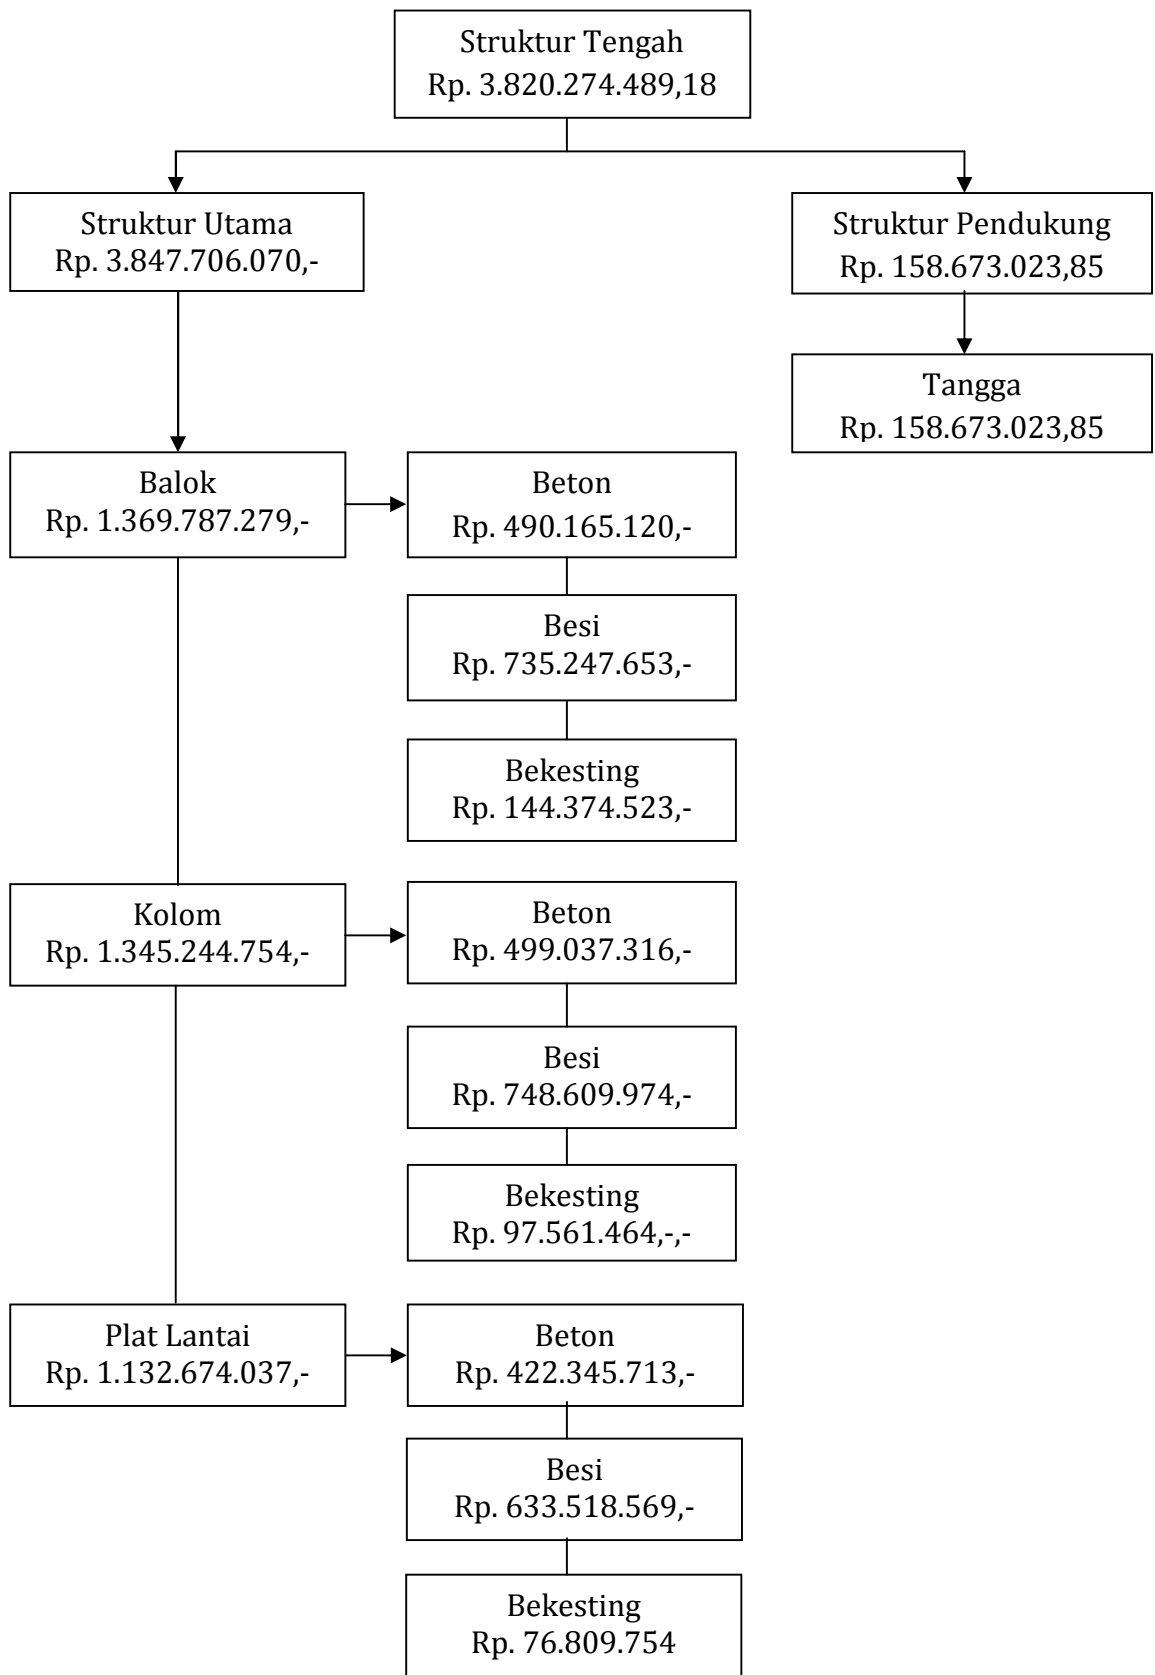 Struktur Tengah
Rp. 3.820.274.489,18
Struktur Utama
Rp. 3.847.706.070,-
Struktur Pendukung
Rp. 158.673.023,85
Tangga
Rp. 158.673.023,85
Balok
Rp. 1.369.787.279,-
Beton
Rp. 490.165.120,-
Besi
Rp. 735.247.653,-
Bekesting
Rp. 144.374.523,-
Kolom
Rp. 1.345.244.754,-
Beton
Rp. 499.037.316,-
Besi
Rp. 748.609.974,-
Bekesting
Rp. 97.561.464,-,-
Plat Lantai
Rp. 1.132.674.037,-
Beton
Rp. 422.345.713,-
Besi
Rp. 633.518.569,-
Bekesting
Rp. 76.809.754